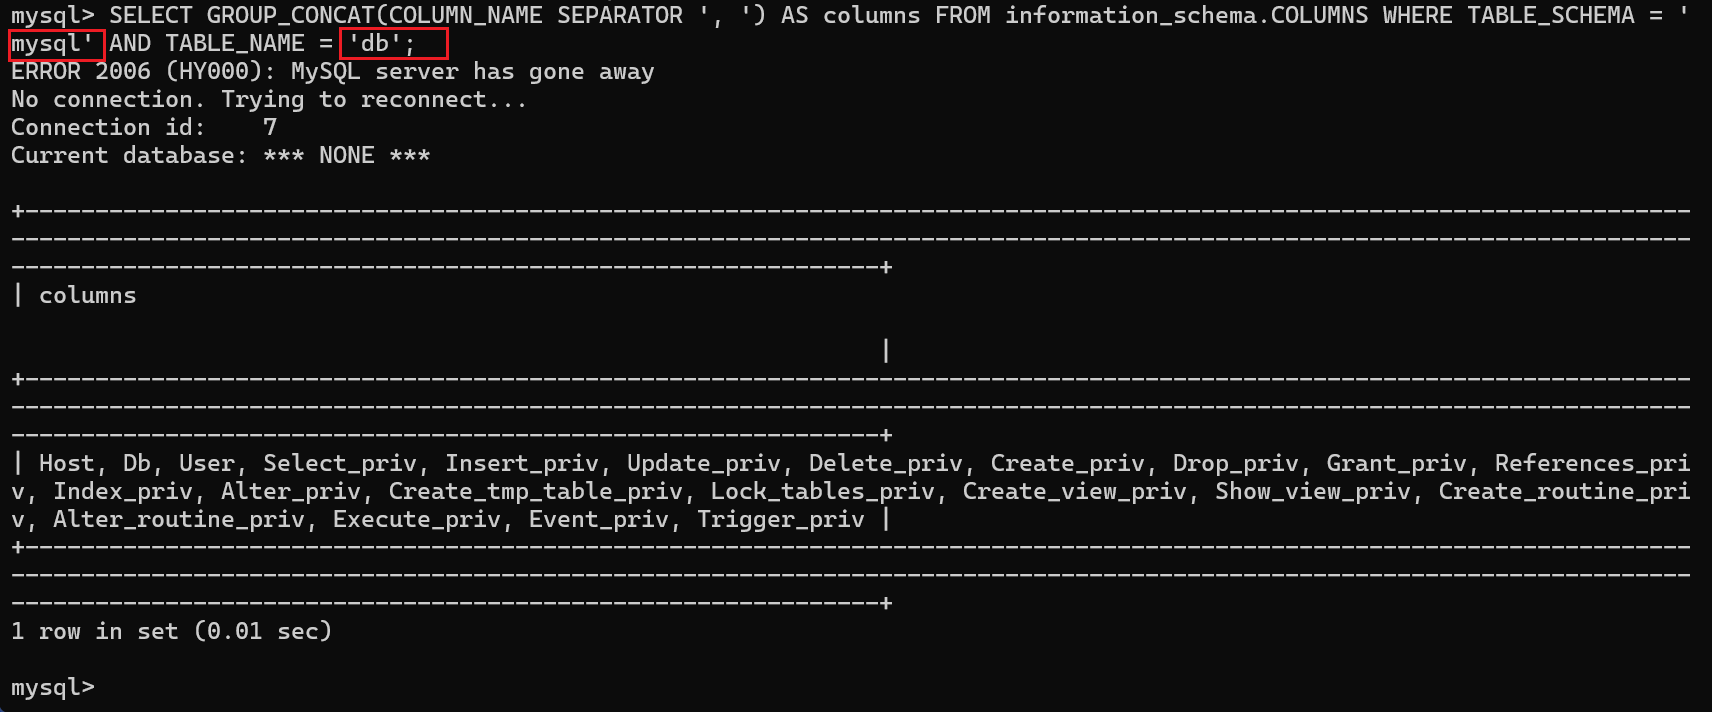 mysql> SELECT GROUP_CONCAT(COLUMN_NAME SEPARATOR ', ') AS columns FROM information_schema.COLUMNS WHERE TABLE_SCHEMA = '
mysql' AND TABLE_NAME = 'db';
ERROR 2006 (HY000): MySQL server has gone away
No connection. Trying to reconnect...
Connection id:    7
Current database: *** NONE ***

+-----------------------------------------------------------------------------------------------------------------------
------------------------------------------------------------------------------------------------------------------------
--------------------------------------------------------------+
| columns

                                                              |
+-----------------------------------------------------------------------------------------------------------------------
------------------------------------------------------------------------------------------------------------------------
--------------------------------------------------------------+
| Host, Db, User, Select_priv, Insert_priv, Update_priv, Delete_priv, Create_priv, Drop_priv, Grant_priv, References_pri
v, Index_priv, Alter_priv, Create_tmp_table_priv, Lock_tables_priv, Create_view_priv, Show_view_priv, Create_routine_pri
v, Alter_routine_priv, Execute_priv, Event_priv, Trigger_priv |
+-----------------------------------------------------------------------------------------------------------------------
------------------------------------------------------------------------------------------------------------------------
--------------------------------------------------------------+
1 row in set (0.01 sec)

mysql>